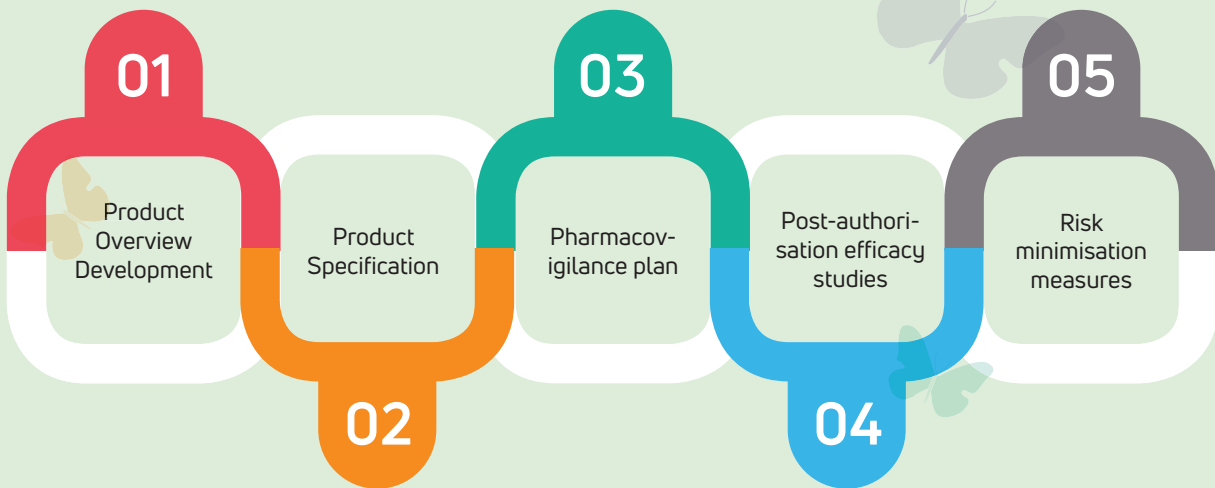 01
Product
Overview
Development
02
Product
Specification
03
Pharmacov-
igilance plan
04
Post-authori-
sation efficacy
studies
05
Risk
minimisation
measures